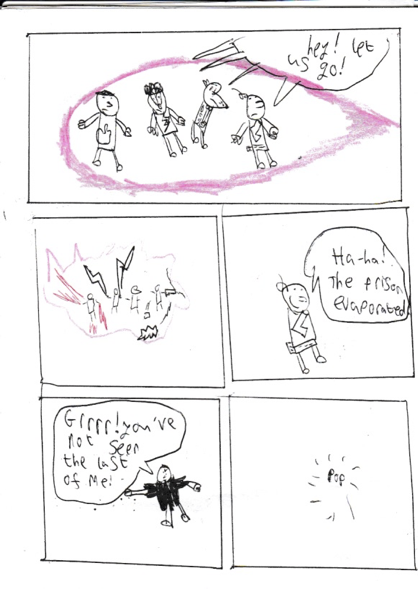 hey! let
us go!
Ha-ha!
The prison
evaporated!
Grrrr! you've
not seen
the last
of me!
Pop